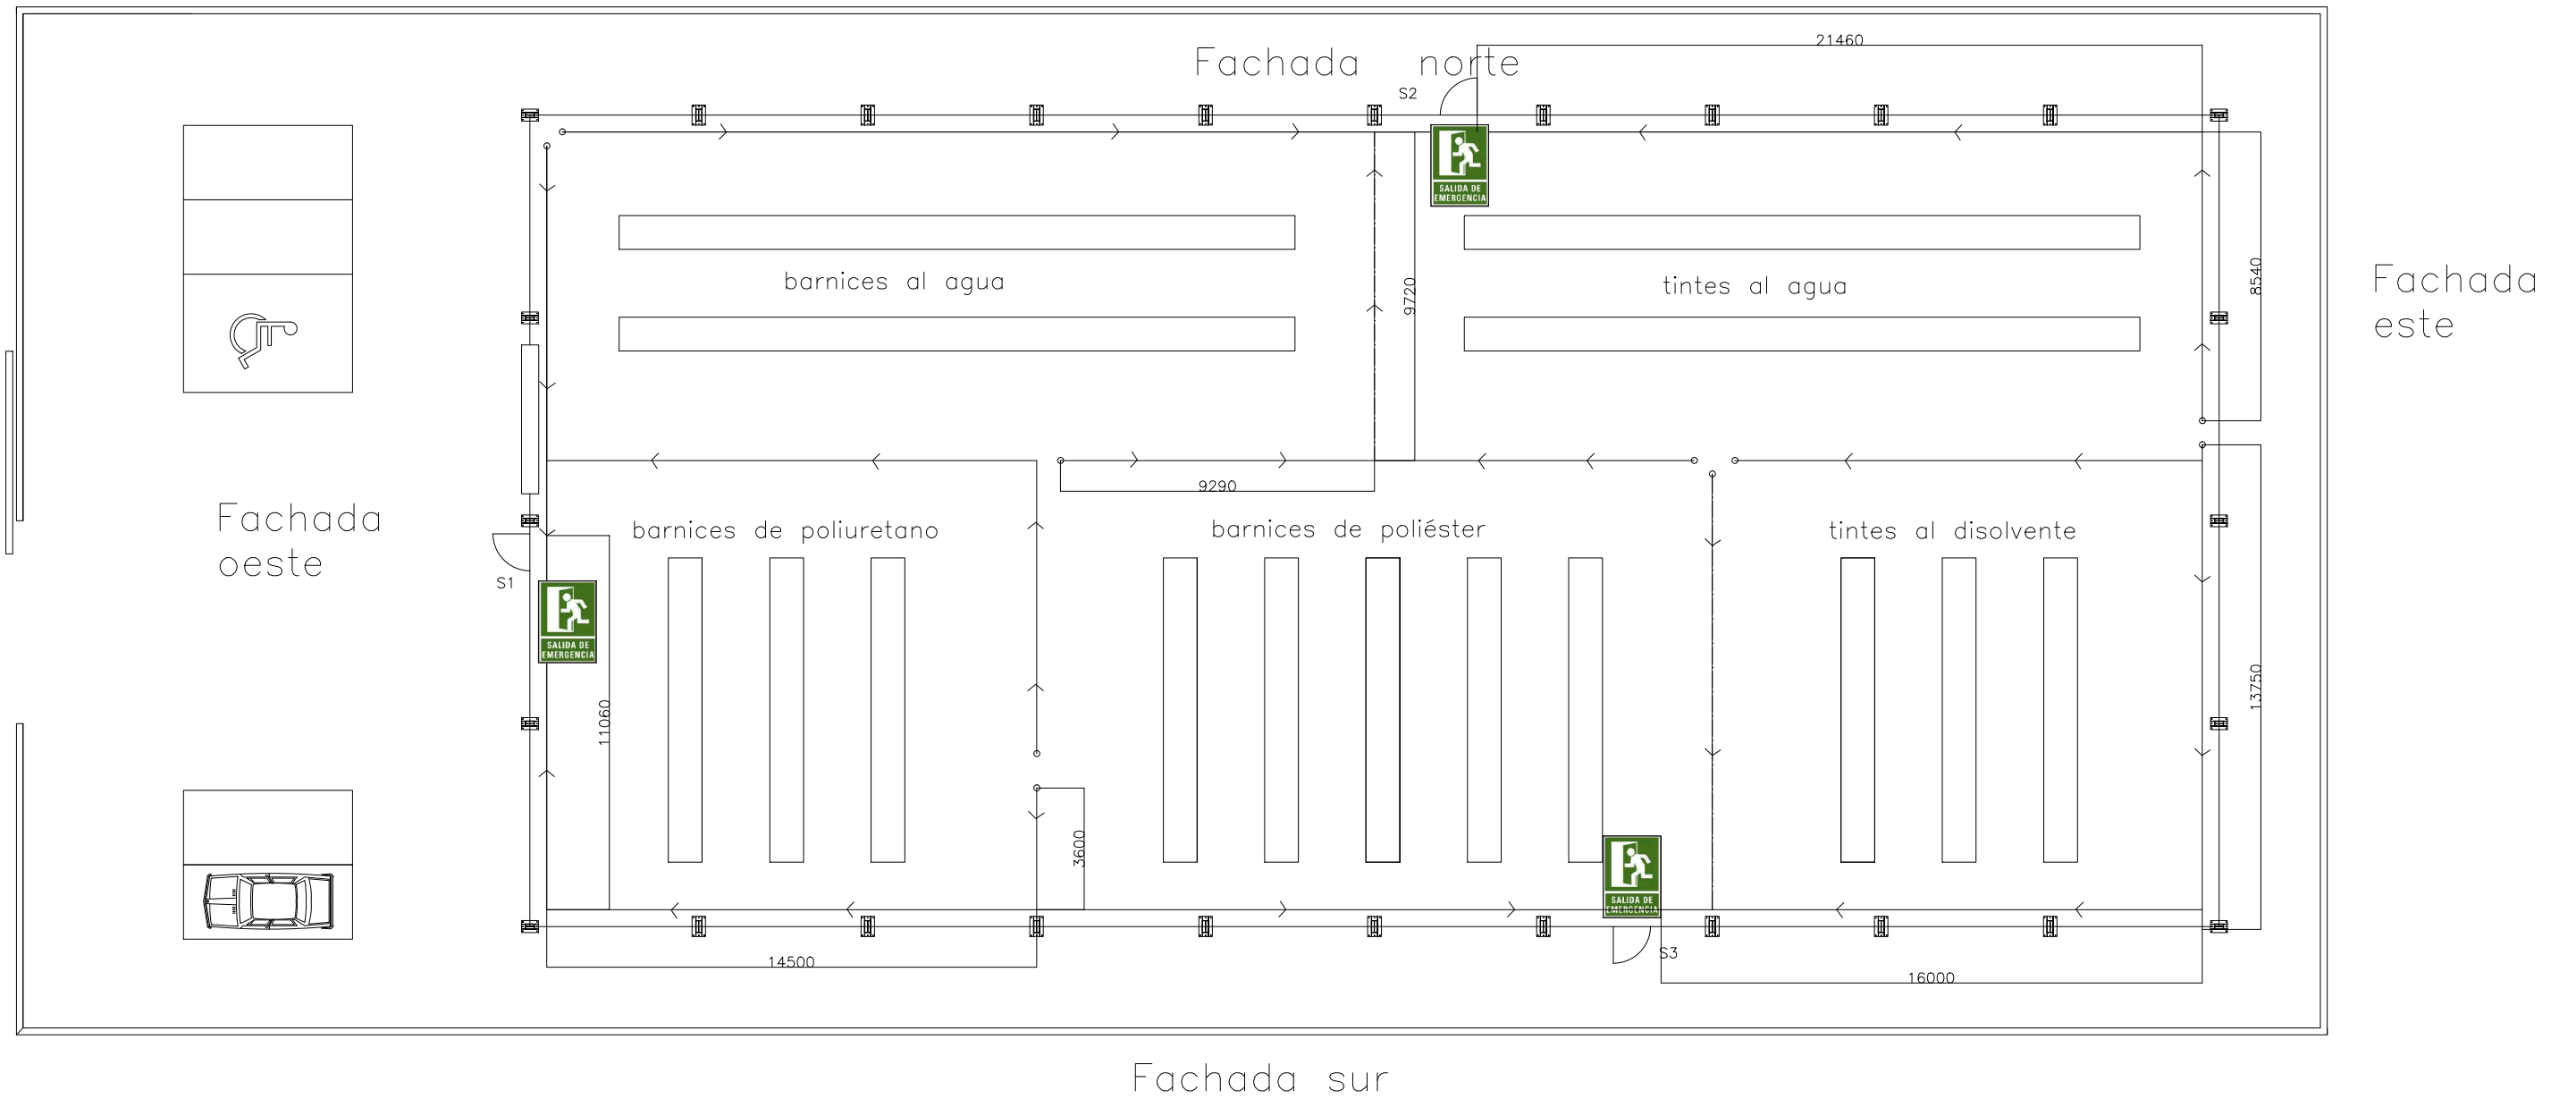 21460
Fachada norte
S2
SALIDA DE
EMERGENCIA
barnices al agua
tintes al agua
9720
8540
Fachada
este
9290
Fachada
oeste
barnices de poliuretano
barnices de poliéster
tintes al disolvente
S1
SALIDA DE
EMERGENCIA
11060
13750
3600
SALIDA DE
EMERGENCIA
S3
14500
16000
Fachada sur